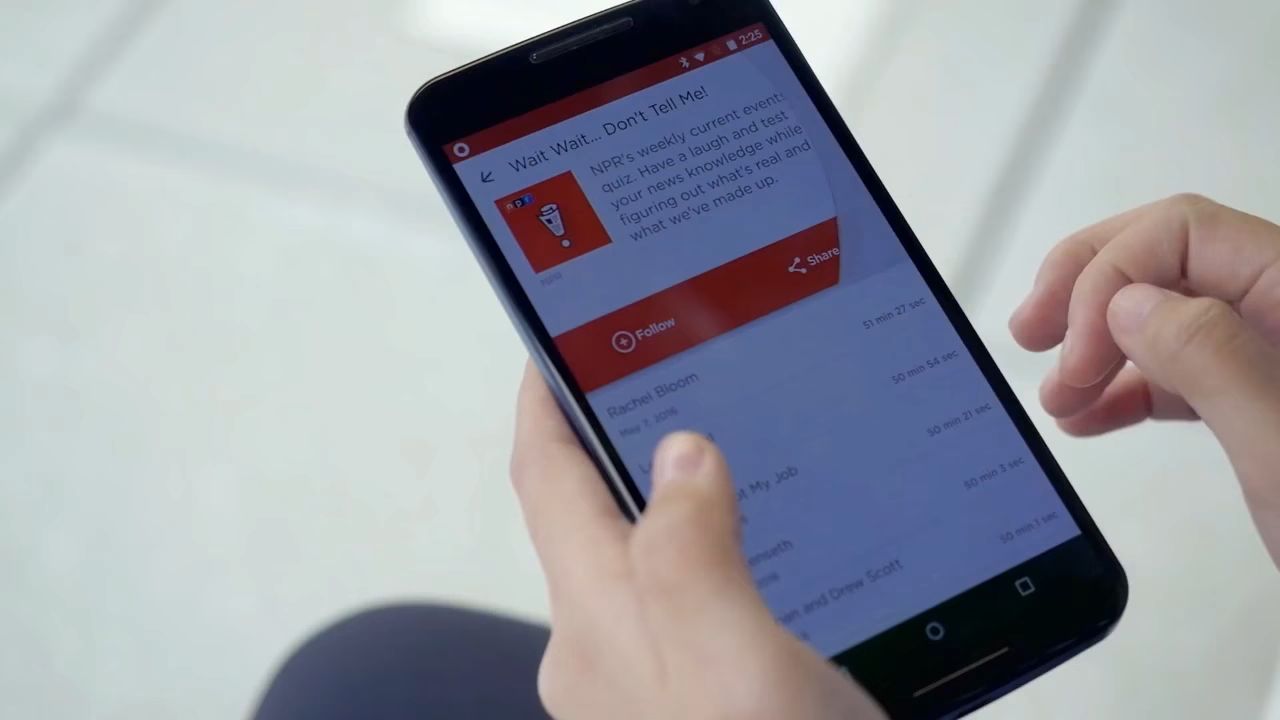 2:25
Wait Wait... Don't Tell Me!
npr
NPR's weekly current events
quiz. Have a laugh and test
your news knowledge while
figuring out what's real and
what we've made up.
Share
Follow
Rachel Bloom
51 min 27 sec
May 7, 2016
50 min 54 sec
50 min 21 sec
My Job
50 min 3 sec
50 min 1 sec
and Drew Scott